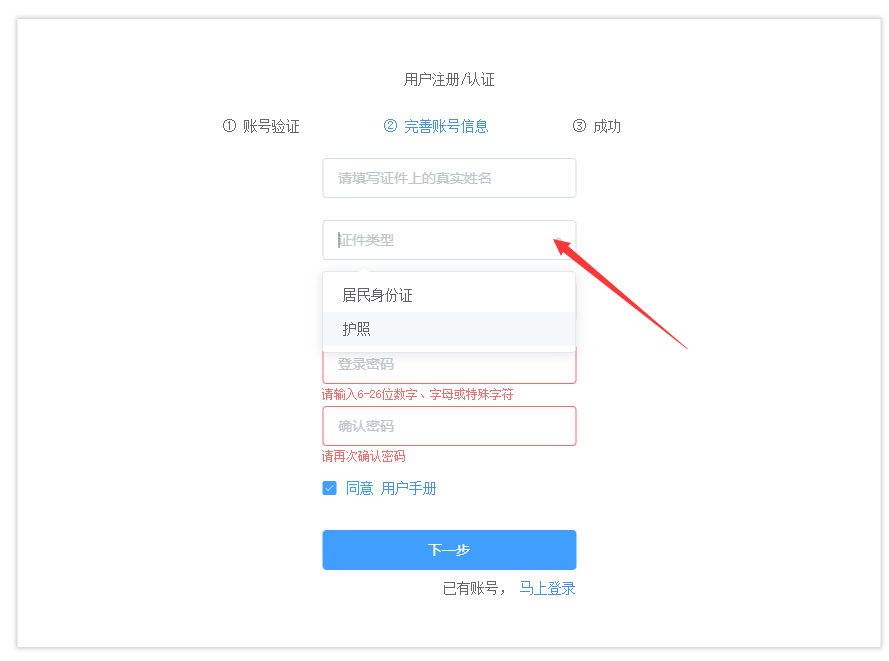 用户注册/认证
① 账号验证 ② 完善账号信息 ③ 成功
请填写证件上的真实姓名
证件类型
居民身份证
护照
登录密码
请输入6-26位数字、字母或特殊字符
确认密码
请再次确认密码
同意 用户手册
下一步
已有账号， 马上登录